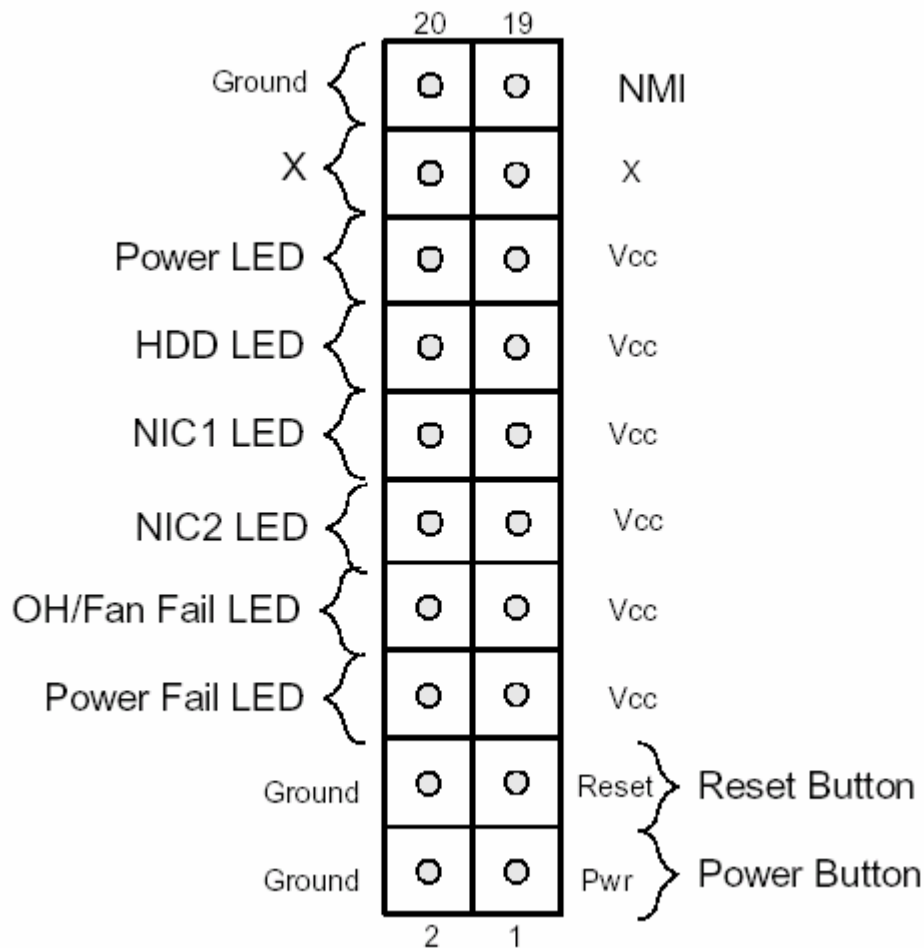 20 19
Ground NMI
X X
Power LED Vcc
HDD LED Vcc
NIC1 LED Vcc
NIC2 LED Vcc
OH/Fan Fail LED Vcc
Power Fail LED Vcc
Ground Reset Reset Button
Ground Pwr Power Button
2 1